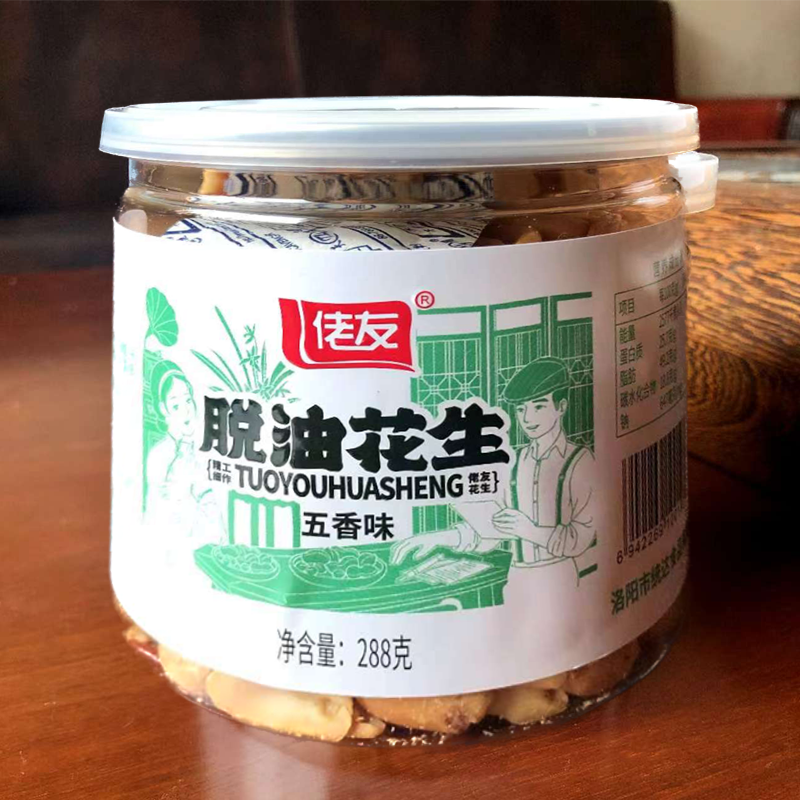 佬友®
脱油花生
精工
细作
TUOYOUHUASHENG
佬友
花生
五香味
净含量：288克
项目
能量
蛋白质
脂肪
碳水化合物
钠
洛阳市